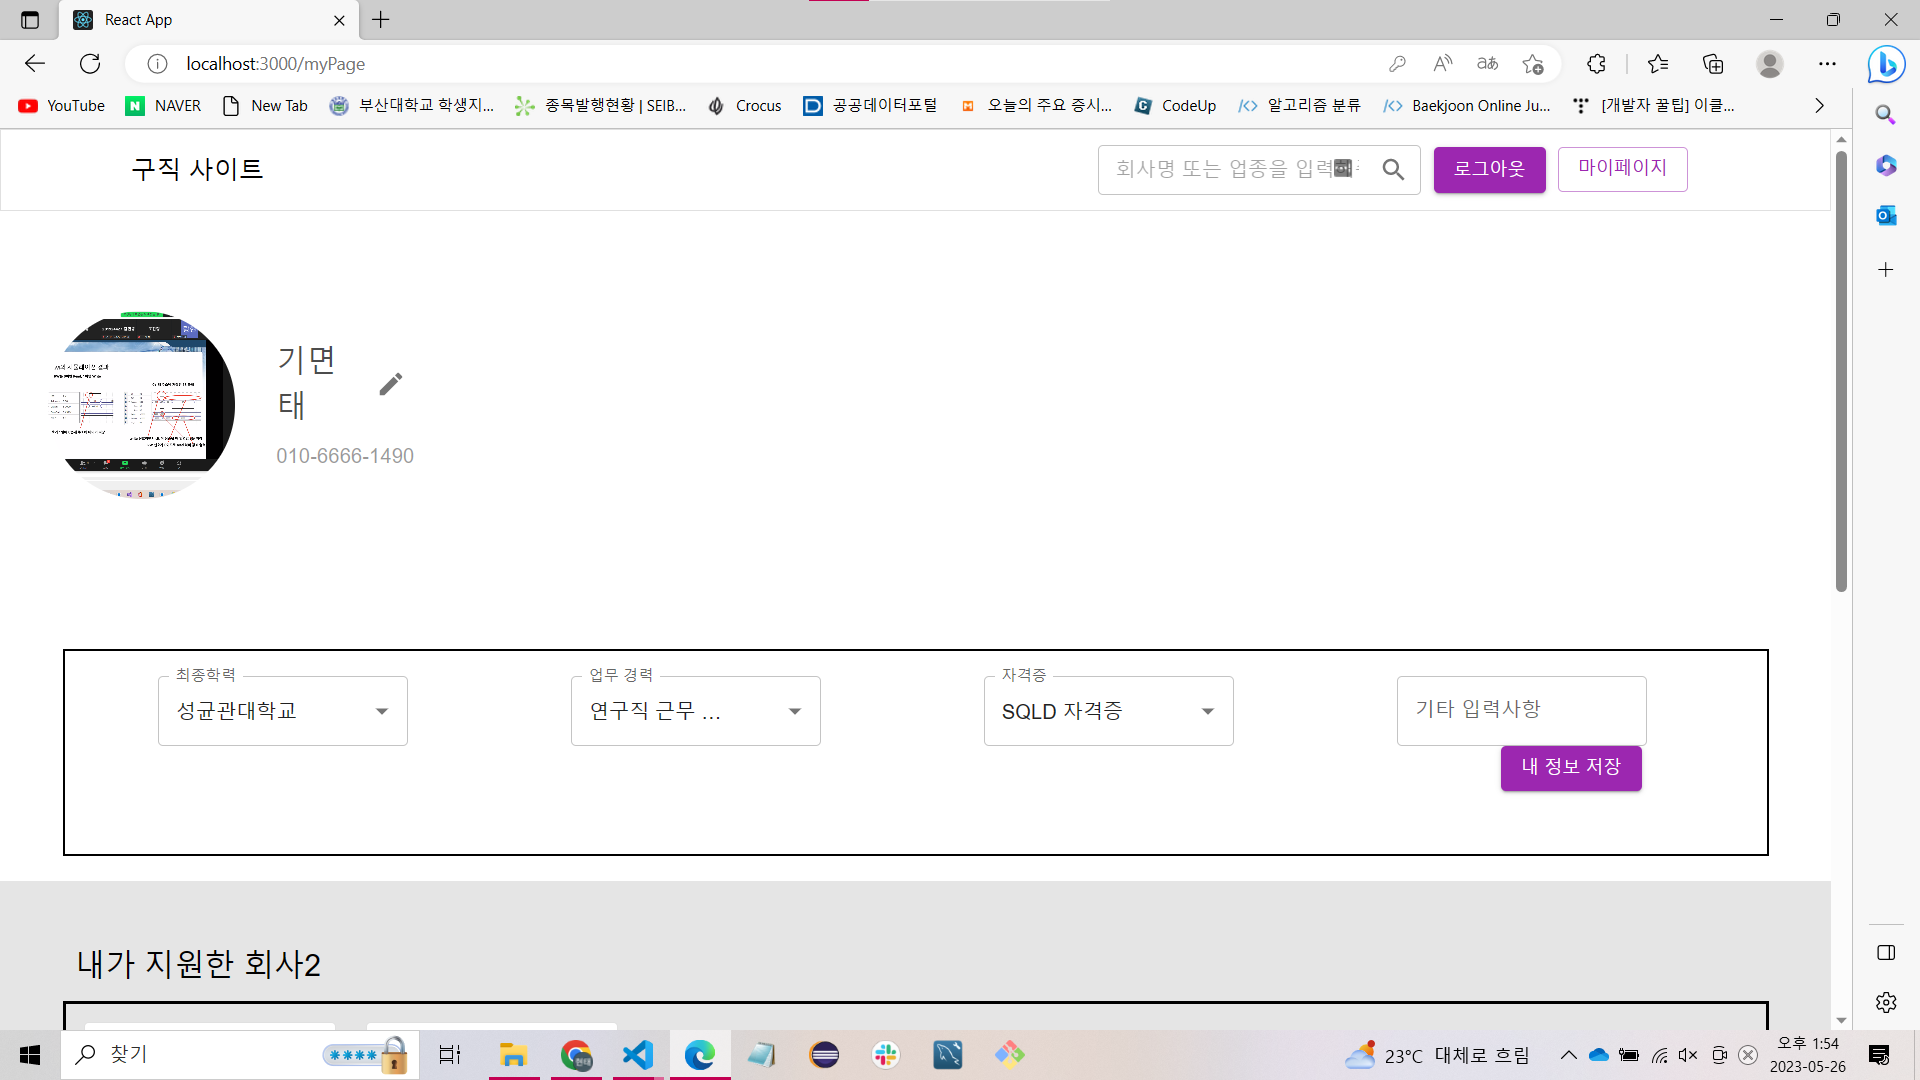 React App
localhost:3000/myPage
YouTube
NAVER
New Tab
부산대학교 학생지...
종목발행현황 | SEIB...
Crocus
공공데이터포털
오늘의 주요 증시...
CodeUp
알고리즘 분류
Baekjoon Online Ju...
[개발자 꿀팁] 이클...
구직 사이트
회사명 또는 업종을 입력
로그아웃
마이페이지
기면
태
010-6666-1490
최종학력
성균관대학교
업무 경력
연구직 근무 ...
자격증
SQLD 자격증
기타 입력사항
내 정보 저장
내가 지원한 회사2
찾기
23°C 대체로 흐림
오후 1:54
2023-05-26